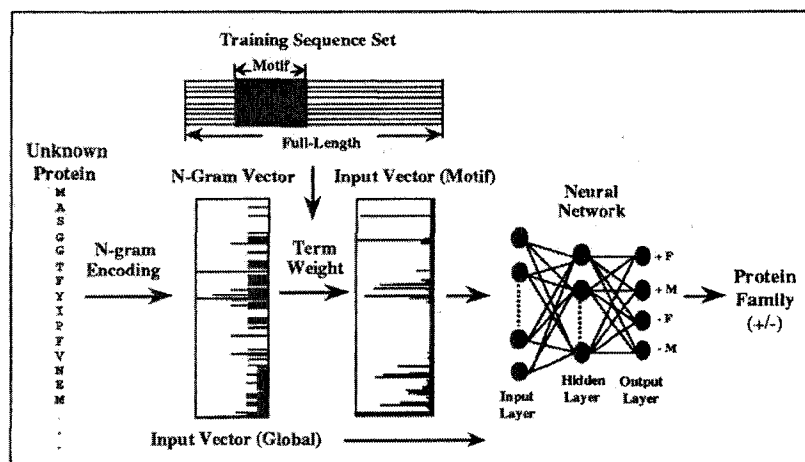 Training Sequence Set
Motif
Full-Length
Unknown
Protein
M
A
S
G
G
T
F
Y
I
P
F
V
N
E
M
.
.
N-gram
Encoding
N-Gram Vector
Term
Weight
Input Vector (Motif)
Input Vector (Global)
Neural
Network
+ F
+ M
- F
- M
Input
Layer
Hidden
Layer
Output
Layer
Protein
Family
(+/-)